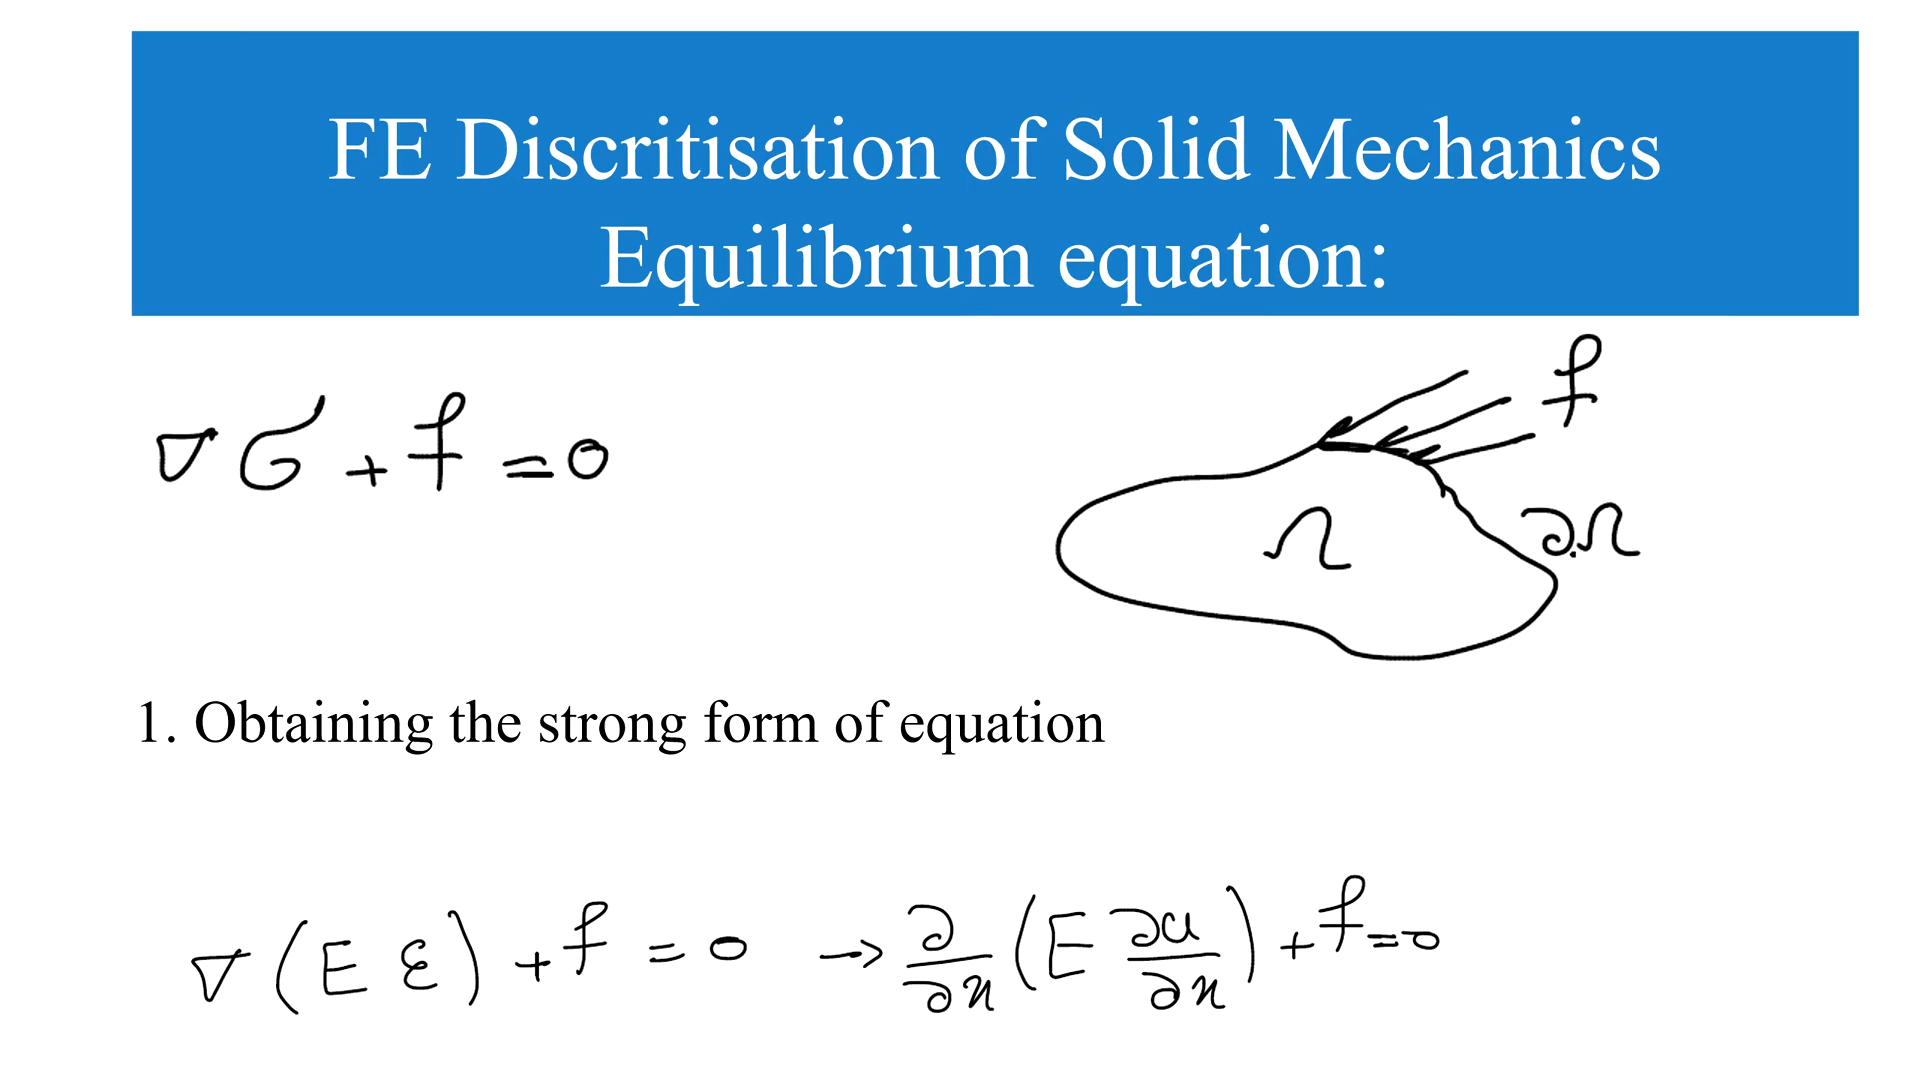 FE Discritisation of Solid Mechanics
Equilibrium equation:
∇σ + f = 0
f
Ω
∂Ω
1. Obtaining the strong form of equation
∇(E ε) + f = 0 → ∂/∂x (E ∂u/∂x) + f = 0